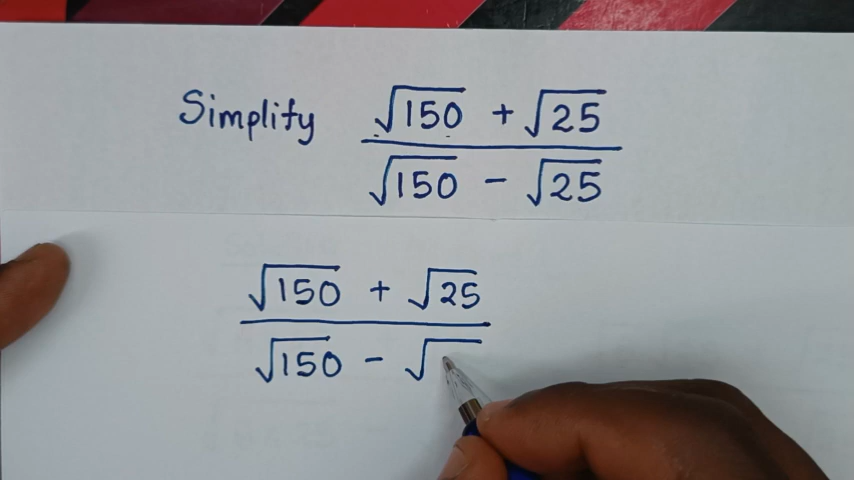 Simplify √150 + √25
√150 - √25
√150 + √25
√150 - √